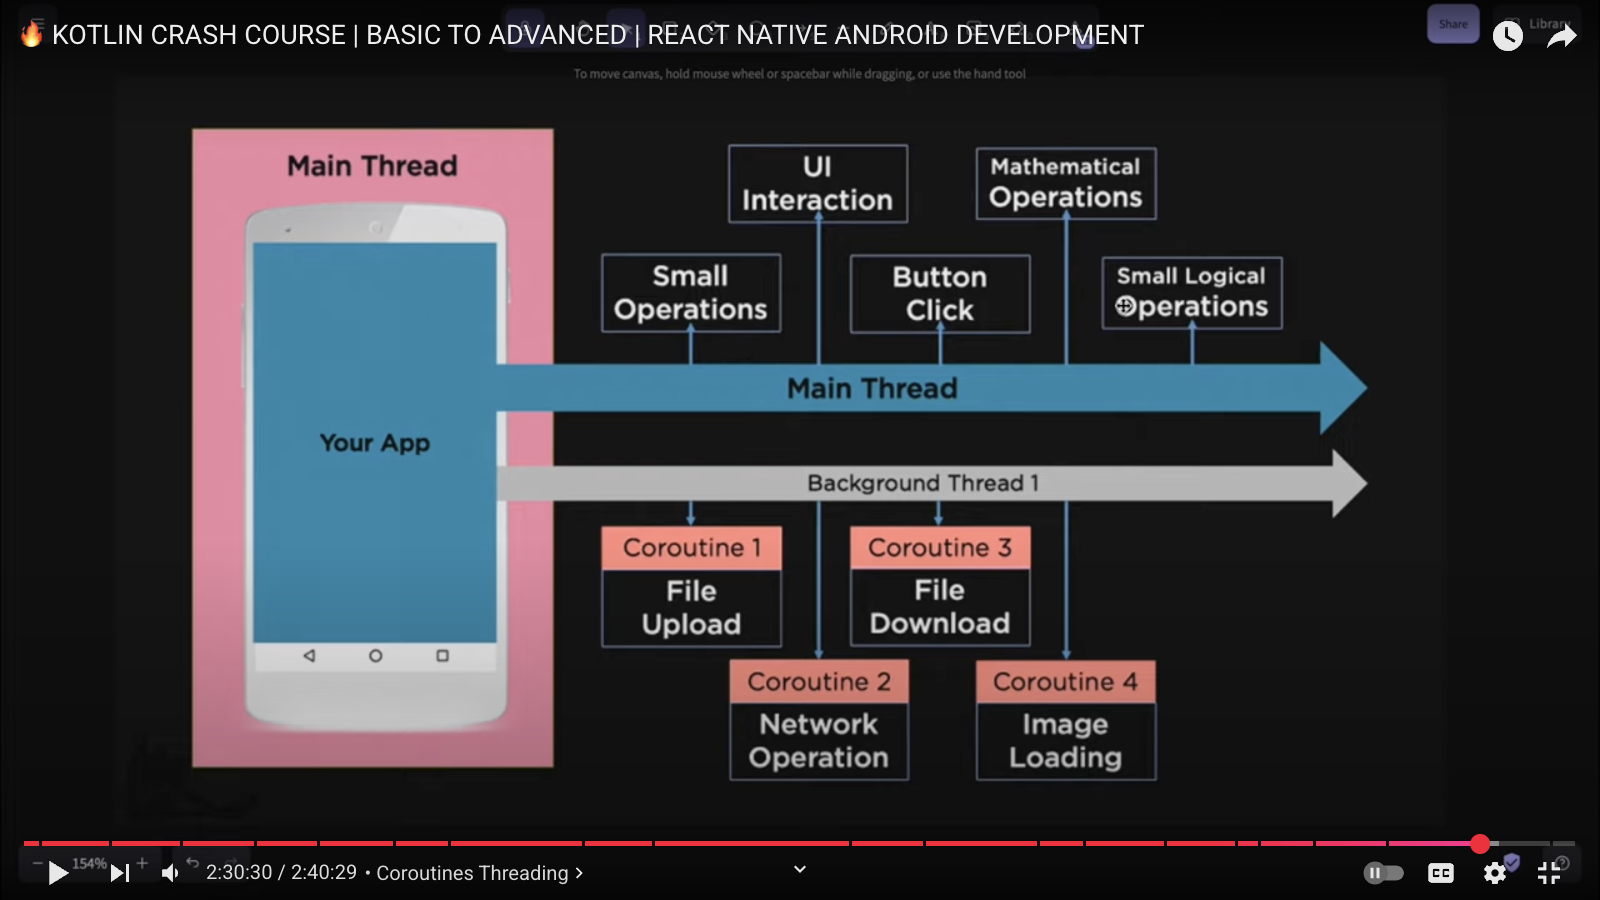 🔥 KOTLIN CRASH COURSE | BASIC TO ADVANCED | REACT NATIVE ANDROID DEVELOPMENT
Share
Library
To move canvas, hold mouse wheel or spacebar while dragging, or use the hand tool
Main Thread
Your App
UI
Interaction
Mathematical
Operations
Small
Operations
Button
Click
Small Logical
Operations
Main Thread
Background Thread 1
Coroutine 1
File
Upload
Coroutine 3
File
Download
Coroutine 2
Network
Operation
Coroutine 4
Image
Loading
154%
2:30:30 / 2:40:29 • Coroutines Threading >
CC